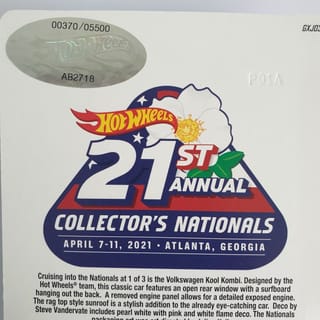 00370/05500
Hot Wheels
AB2718
GXJ03
P01A
HOT WHEELS
21ST
ANNUAL
COLLECTOR'S NATIONALS
APRIL 7-11, 2021 • ATLANTA, GEORGIA
Cruising into the Nationals at 1 of 3 is the Volkswagen Kool Kombi. Designed by the
Hot Wheels® team, this classic car features an open rear window with a surfboard
hanging out the back. A removed engine panel allows for a detailed exposed engine.
The rag top style sunroof is a stylish addition to the already eye-catching car. Deco by
Steve Vandervate includes pearl white with pink and white flame deco. The Nationals